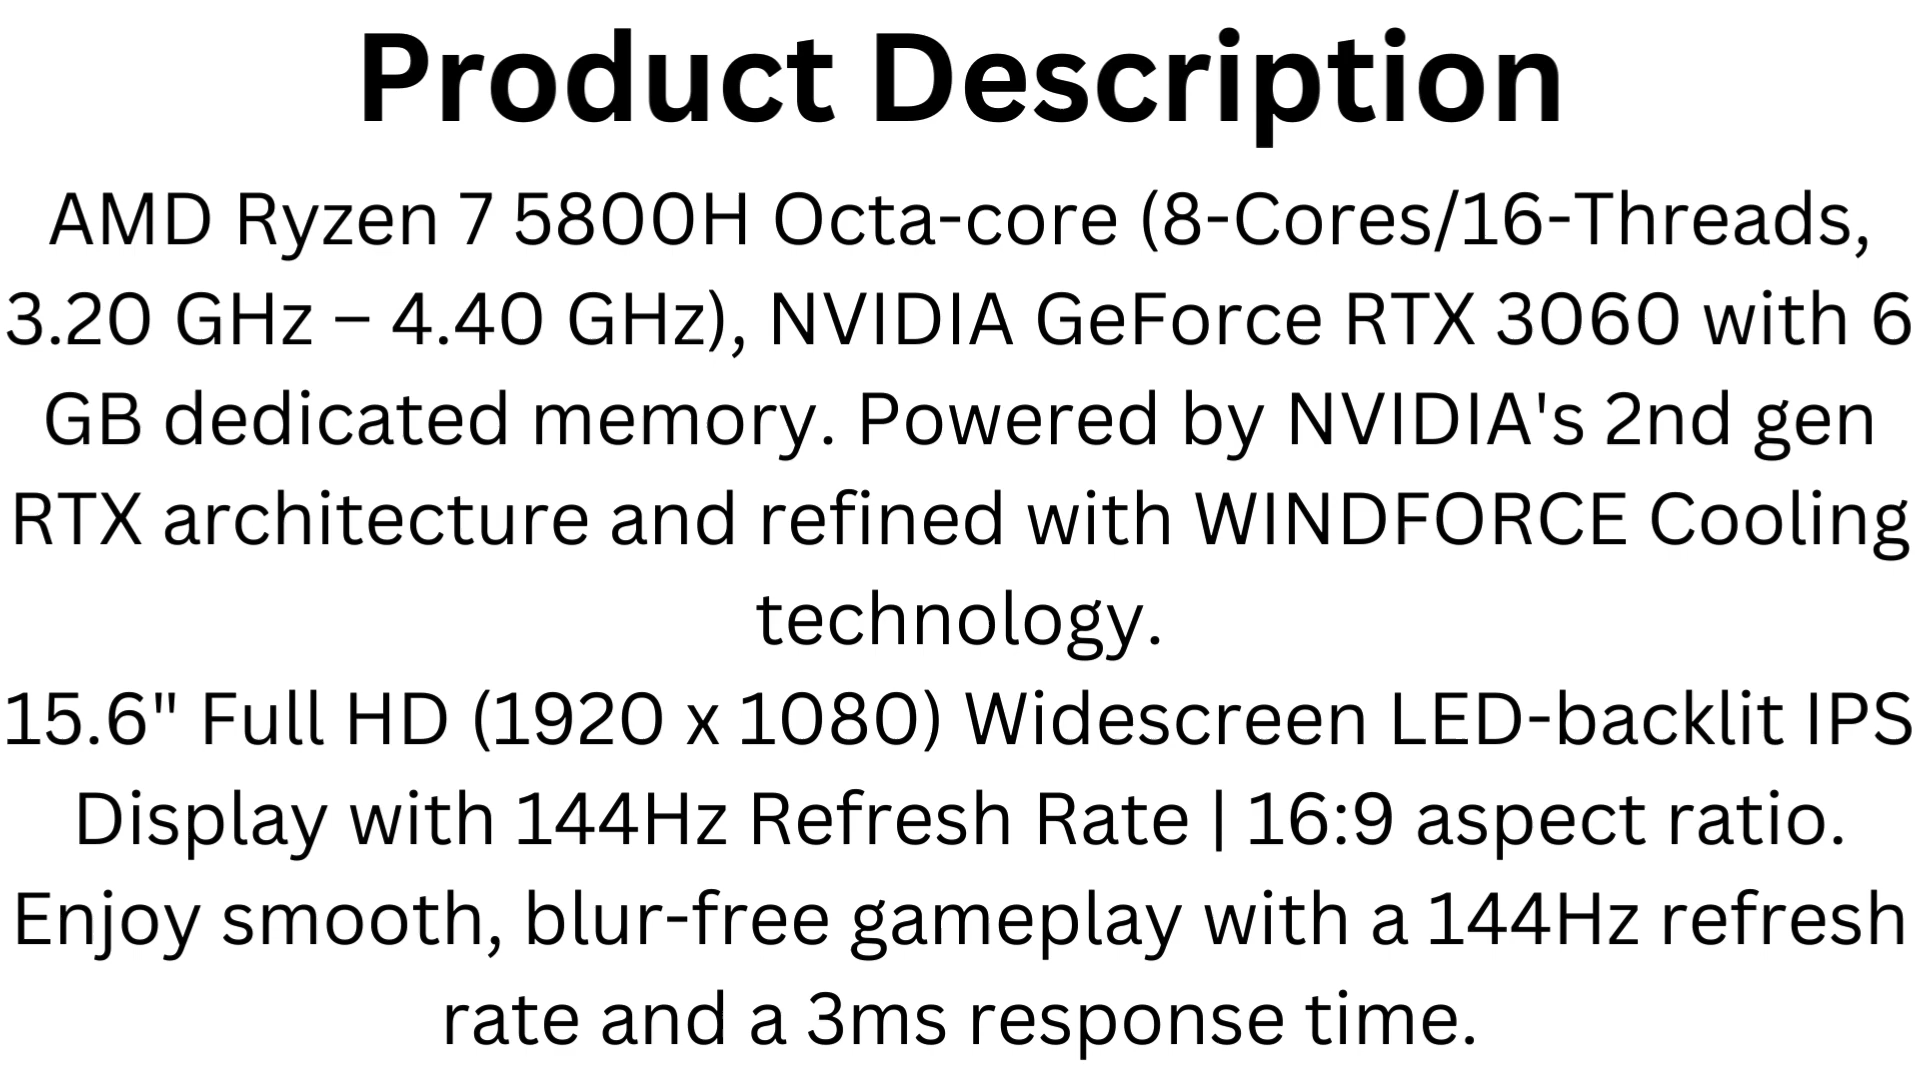 Product Description
AMD Ryzen 7 5800H Octa-core (8-Cores/16-Threads,
3.20 GHz – 4.40 GHz), NVIDIA GeForce RTX 3060 with 6
GB dedicated memory. Powered by NVIDIA's 2nd gen
RTX architecture and refined with WINDFORCE Cooling
technology.
15.6" Full HD (1920 x 1080) Widescreen LED-backlit IPS
Display with 144Hz Refresh Rate | 16:9 aspect ratio.
Enjoy smooth, blur-free gameplay with a 144Hz refresh
rate and a 3ms response time.